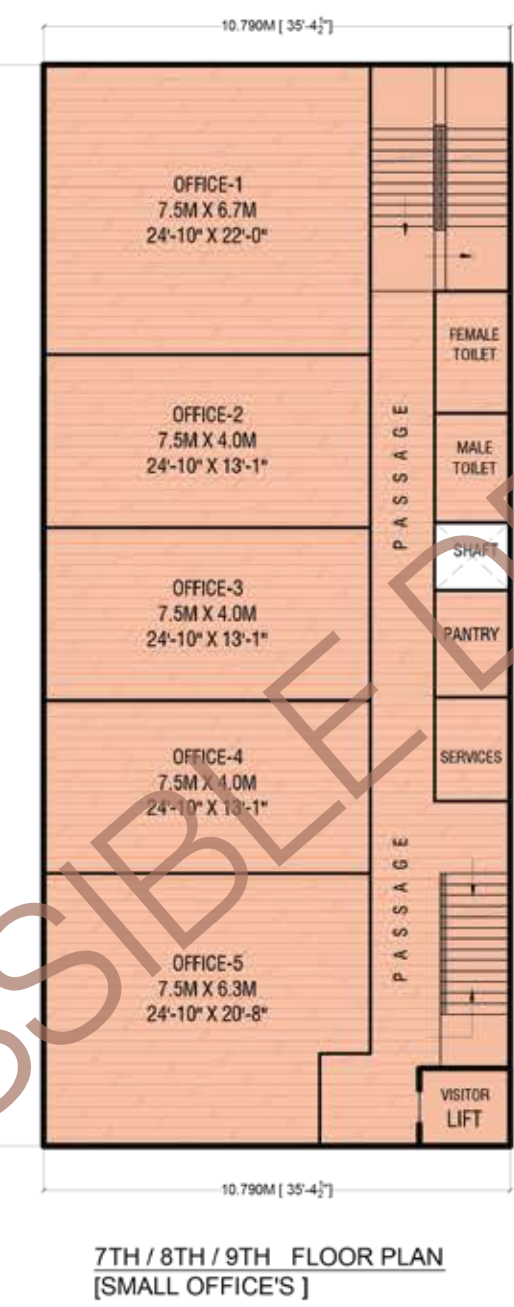 10.790M [ 35'-4½"]
OFFICE-1
7.5M X 6.7M
24'-10" X 22'-0"
FEMALE
TOILET
OFFICE-2
7.5M X 4.0M
24'-10" X 13'-1"
PASSAGE
MALE
TOILET
SHAFT
OFFICE-3
7.5M X 4.0M
24'-10" X 13'-1"
PANTRY
OFFICE-4
7.5M X 4.0M
24'-10" X 13'-1"
SERVICES
PASSAGE
OFFICE-5
7.5M X 6.3M
24'-10" X 20'-8"
VISITOR
LIFT
SSIBLE D
10.790M [ 35'-4½"]
7TH / 8TH / 9TH FLOOR PLAN
[SMALL OFFICE'S ]